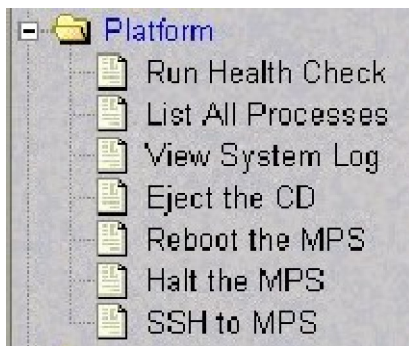 Platform
Run Health Check
List All Processes
View System Log
Eject the CD
Reboot the MPS
Halt the MPS
SSH to MPS